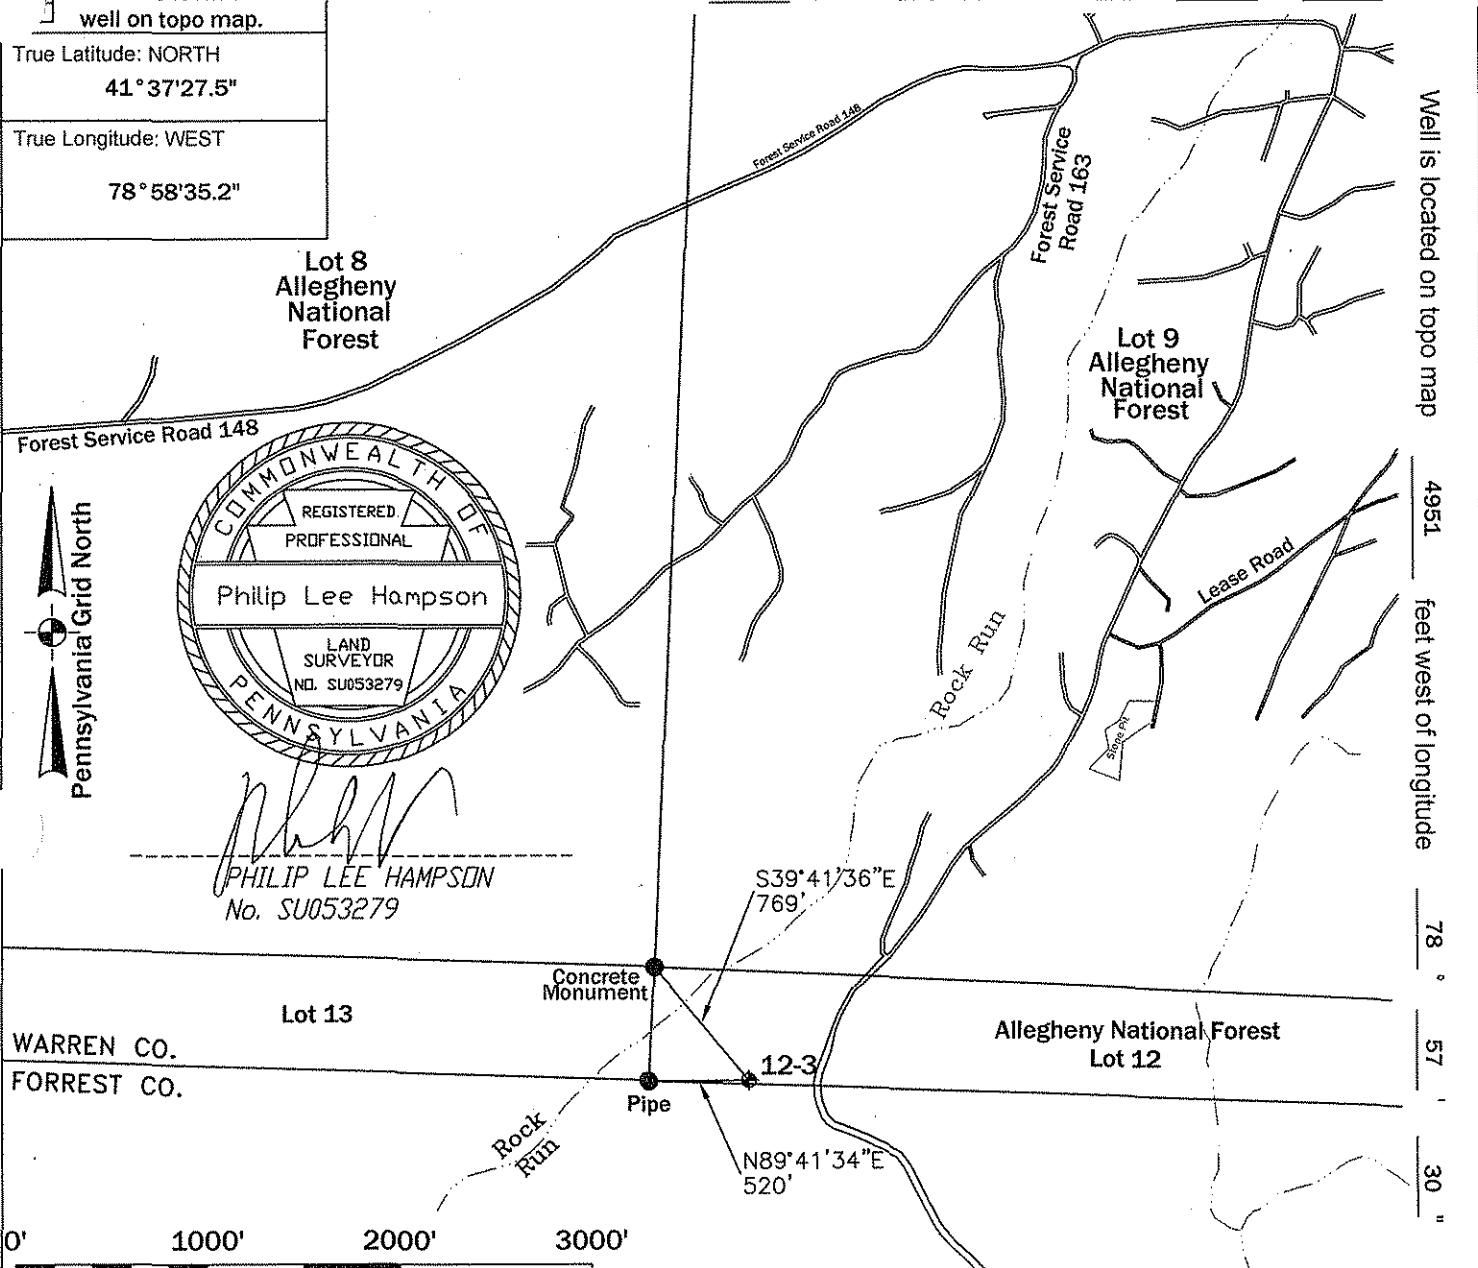 well on topo map.
True Latitude: NORTH
41°37'27.5"
True Longitude: WEST
78°58'35.2"
Lot 8
Allegheny
National
Forest
Forest Service Road 148
Forest Service Road 148
Forest Service
Road 163
Lot 9
Allegheny
National
Forest
Lease Road
Stone Pit
Rock Run
Pennsylvania Grid North
COMMONWEALTH OF
REGISTERED
PROFESSIONAL
Philip Lee Hampson
LAND
SURVEYOR
NO. SU053279
PENNSYLVANIA
PHILIP LEE HAMPSON
No. SU053279
S39°41'36"E
769'
Concrete
Monument
Lot 13
WARREN CO.
FORREST CO.
Pipe
12-3
Allegheny National Forest
Lot 12
Rock
Run
N89°41'34"E
520'
0' 1000' 2000' 3000'
Well is located on topo map 4951 feet west of longitude 78 ° 57 ' 30 "